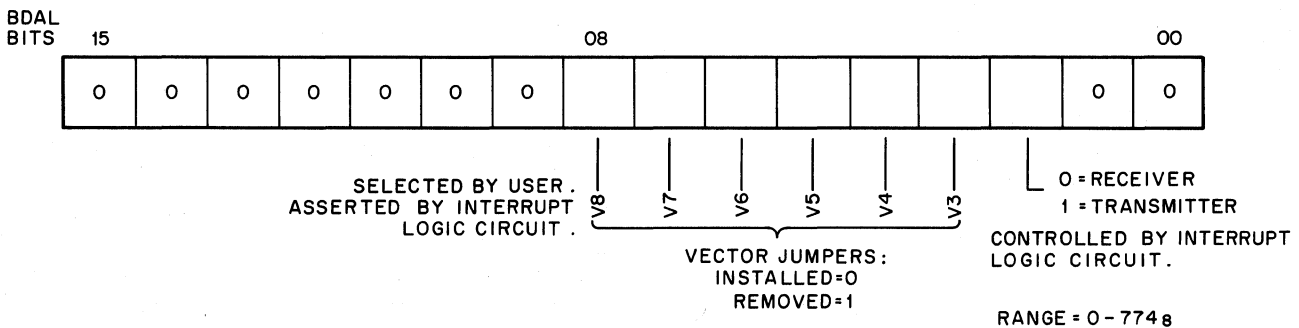 BDAL
BITS 15 08 00
0 0 0 0 0 0 0 0 0
SELECTED BY USER.
ASSERTED BY INTERRUPT
LOGIC CIRCUIT.
V8 V7 V6 V5 V4 V3
0 = RECEIVER
1 = TRANSMITTER
CONTROLLED BY INTERRUPT
LOGIC CIRCUIT.
VECTOR JUMPERS:
INSTALLED=0
REMOVED=1
RANGE = 0-774₈